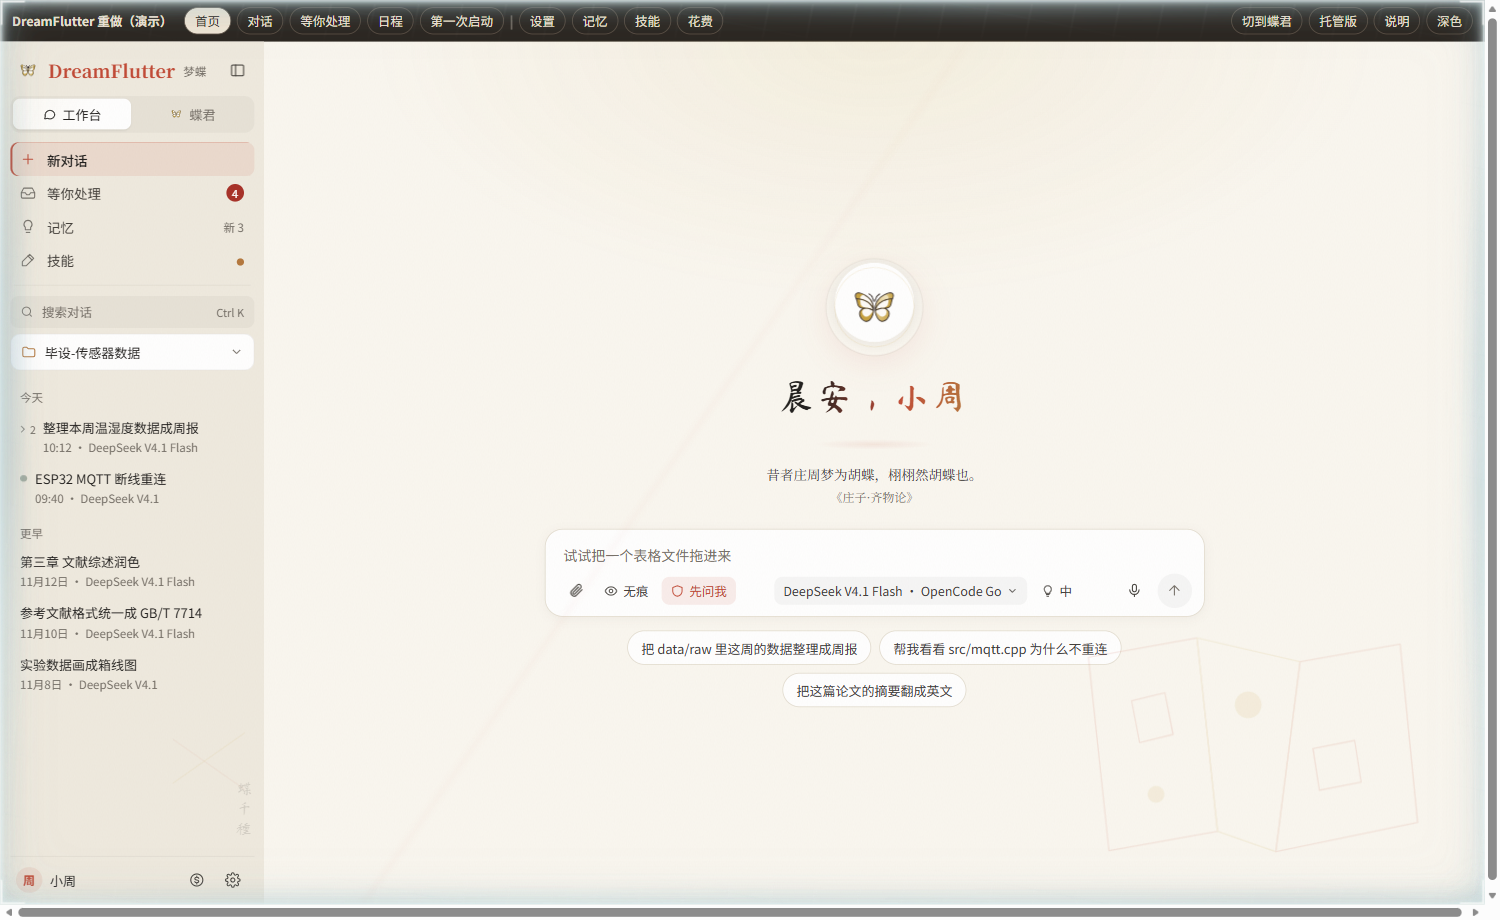 DreamFlutter 重做（演示） 首页 对话 等你处理 日程 第一次启动 | 设置 记忆 技能 花费 切到蝶君 托管版 说明 深色
DreamFlutter 梦蝶
工作台 蝶君
新对话
等你处理 4
记忆 新 3
技能
搜索对话 Ctrl K
毕设-传感器数据
今天
2 整理本周温湿度数据成周报
10:12 • DeepSeek V4.1 Flash
ESP32 MQTT 断线重连
09:40 • DeepSeek V4.1
更早
第三章 文献综述润色
11月12日 • DeepSeek V4.1 Flash
参考文献格式统一成 GB/T 7714
11月10日 • DeepSeek V4.1 Flash
实验数据画成箱线图
11月8日 • DeepSeek V4.1
周 小周
晨安，小周
昔者庄周梦为胡蝶，栩栩然胡蝶也。
《庄子·齐物论》
试试把一个表格文件拖进来
无痕 先问我 DeepSeek V4.1 Flash • OpenCode Go 中
把 data/raw 里这周的数据整理成周报
帮我看看 src/mqtt.cpp 为什么不重连
把这篇论文的摘要翻成英文